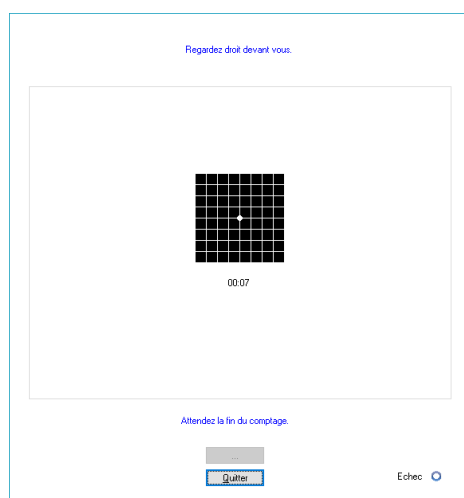 Regardez droit devant vous.
00:07
Attendez la fin du comptage.
...
Quitter
Echec